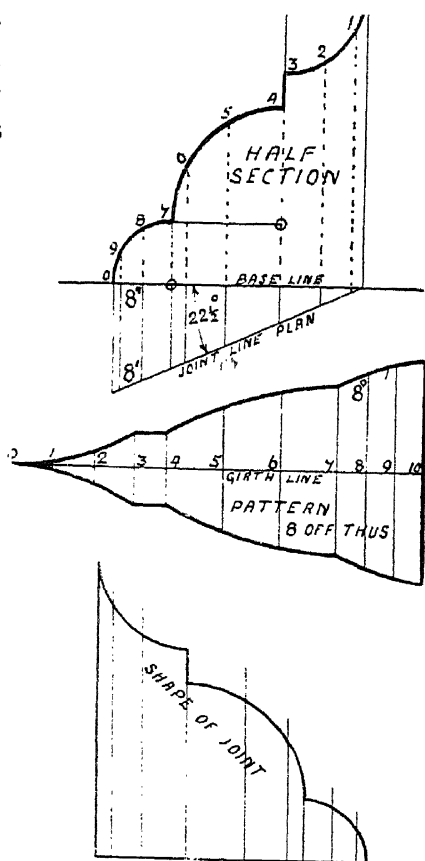 1
2
3
4
5
6
HALF
SECTION
7
8
9
0
BASE LINE
8"
22½°
8'
JOINT LINE PLAN
8°
0 1 2 3 4 5 6 7 8 9 10
GIRTH LINE
PATTERN
8 OFF THUS
SHAPE OF JOINT